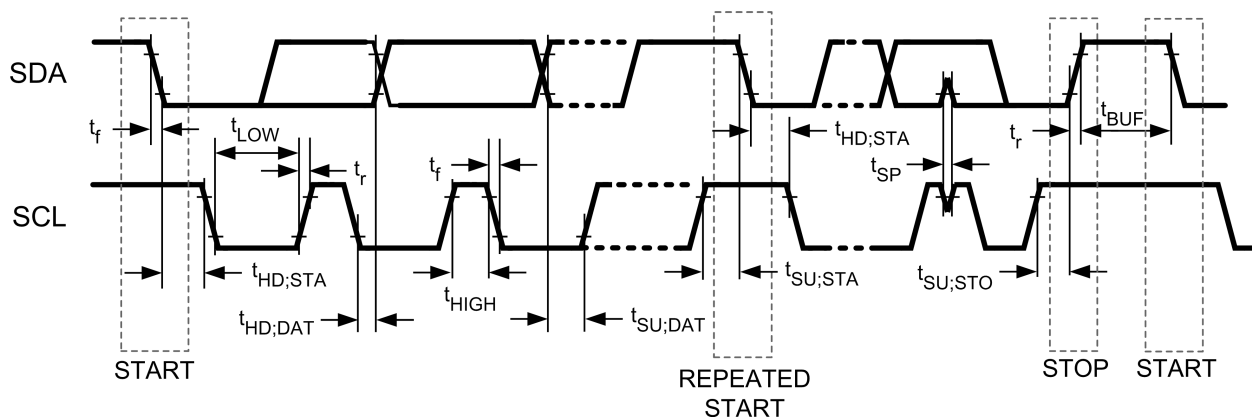 SDA
t_f
t_LOW
t_r
t_f
t_HD;STA
t_SP
t_r
t_BUF
SCL
t_HD;STA
t_HD;DAT
t_HIGH
t_SU;DAT
t_SU;STA
t_SU;STO
START
REPEATED
START
STOP
START